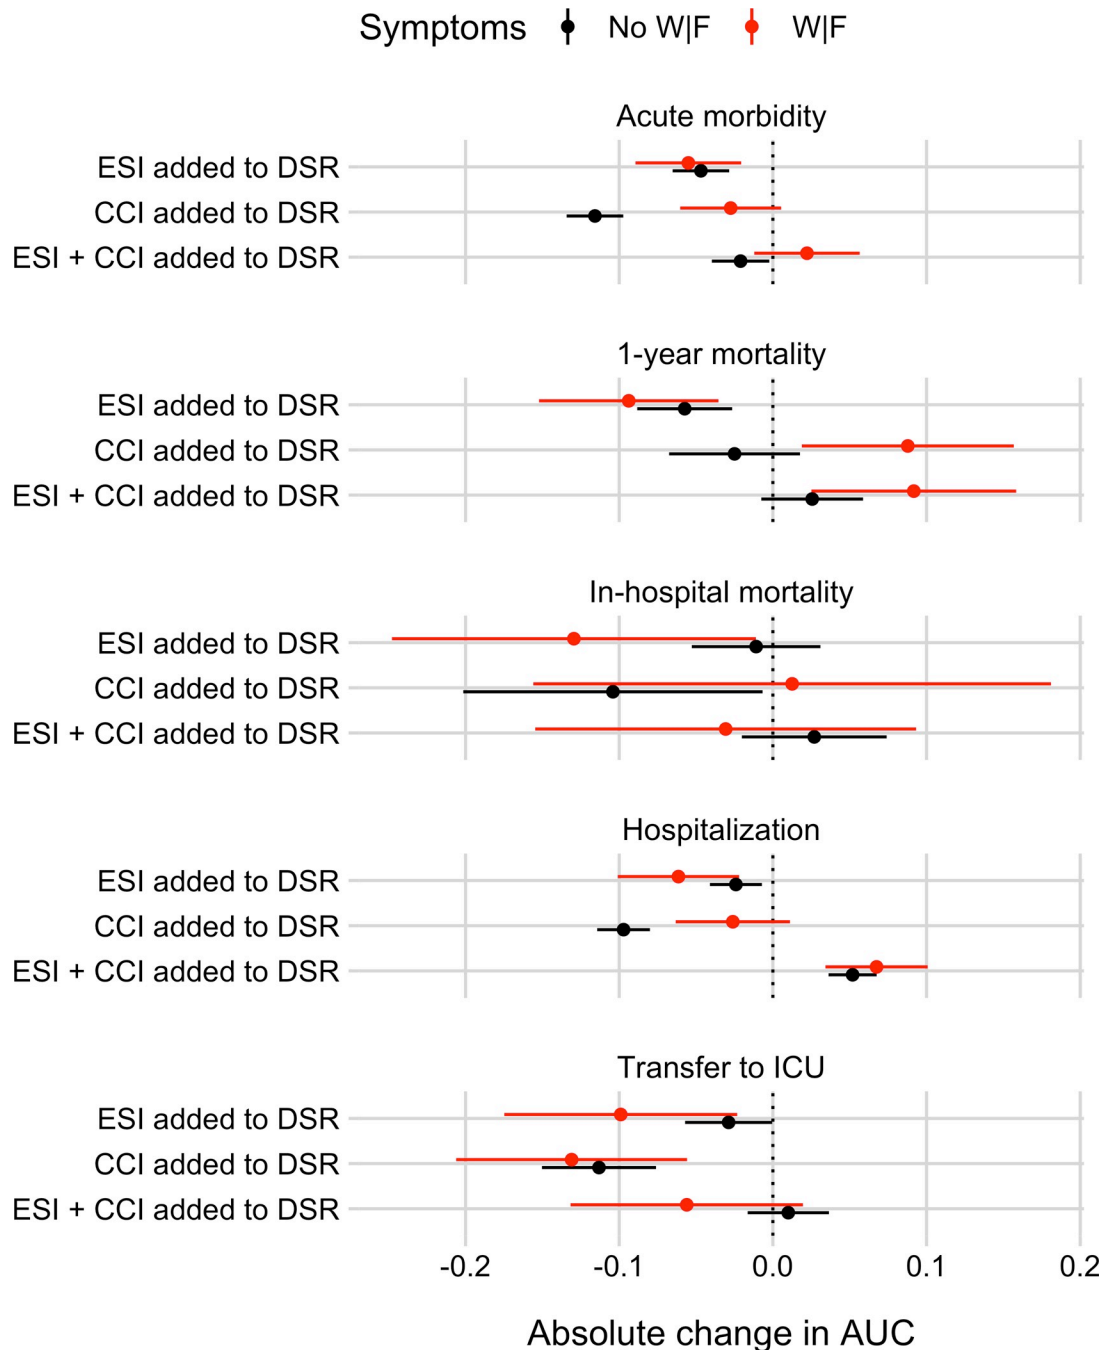 Symptoms No W|F W|F
Acute morbidity
ESI added to DSR
CCI added to DSR
ESI + CCI added to DSR
1-year mortality
ESI added to DSR
CCI added to DSR
ESI + CCI added to DSR
In-hospital mortality
ESI added to DSR
CCI added to DSR
ESI + CCI added to DSR
Hospitalization
ESI added to DSR
CCI added to DSR
ESI + CCI added to DSR
Transfer to ICU
ESI added to DSR
CCI added to DSR
ESI + CCI added to DSR
-0.2 -0.1 0.0 0.1 0.2
Absolute change in AUC